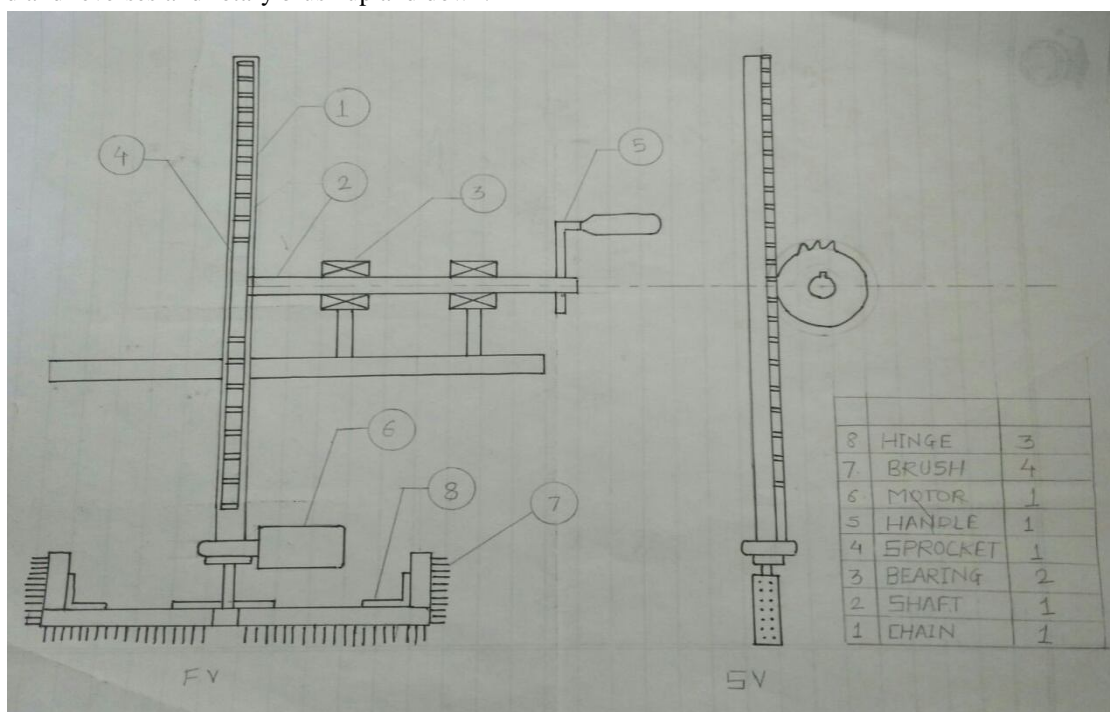 1
4
5
2
3
6
8
7
8 HINGE 3
7. BRUSH 4
6 MOTOR 1
5 HANDLE 1
4 SPROCKET 1
3 BEARING 2
2 SHAFT 1
1 CHAIN 1
FV
SV